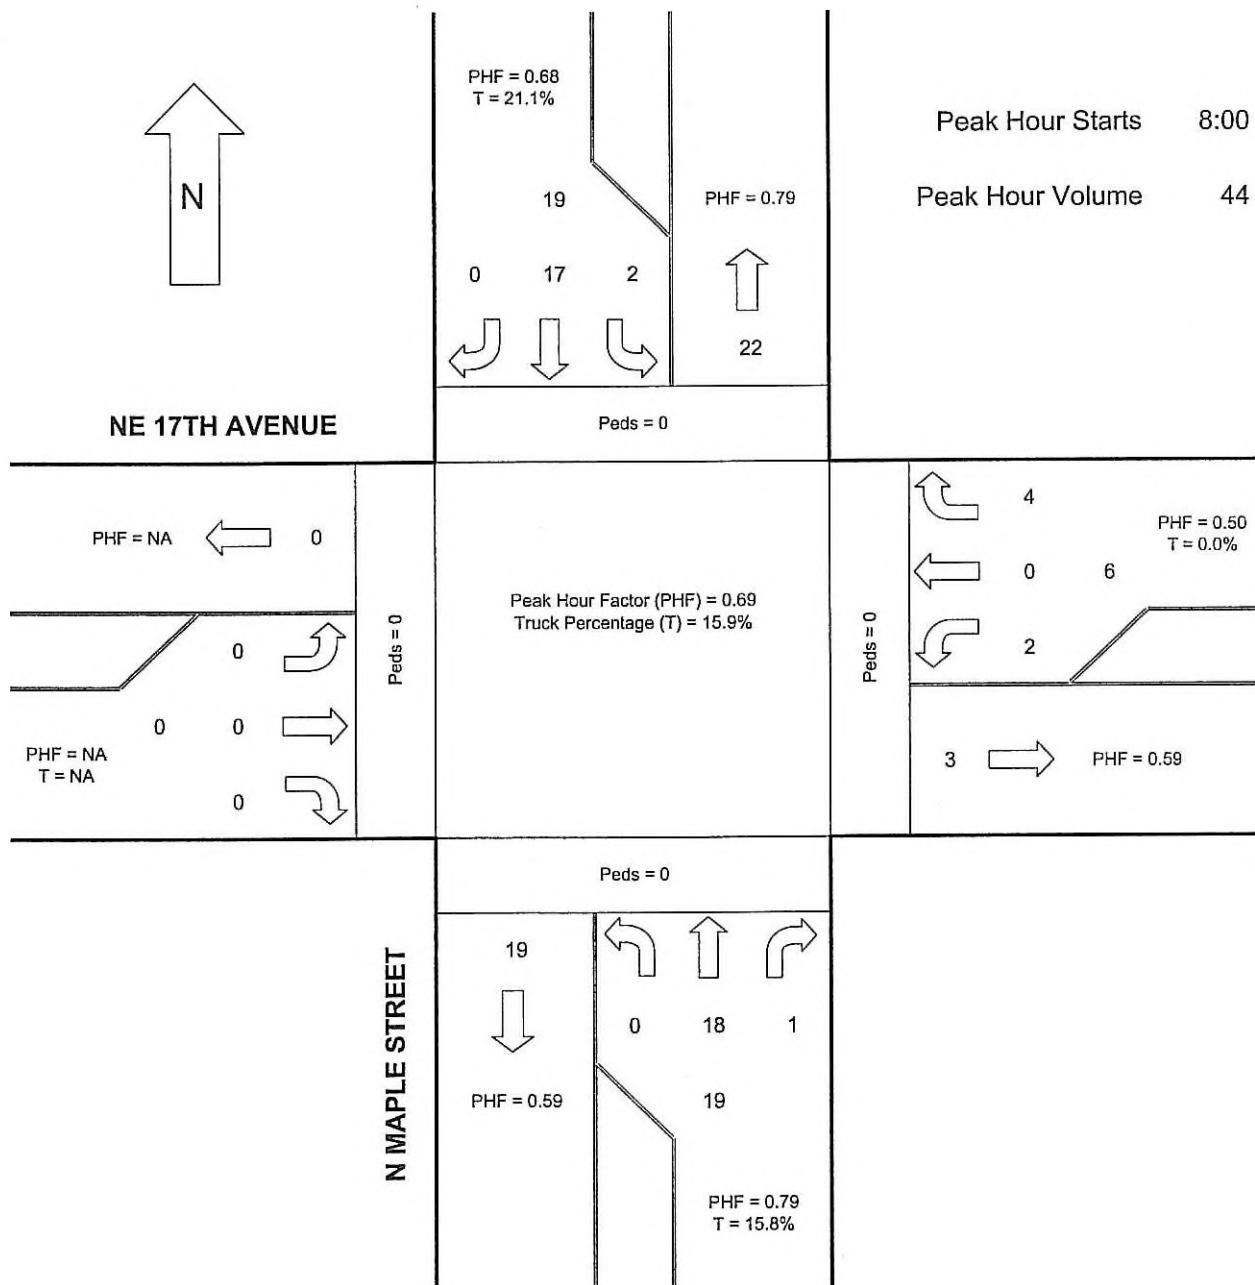 PHF = 0.68
T = 21.1%
Peak Hour Starts 8:00
N
19
PHF = 0.79
Peak Hour Volume 44
0 17 2
22
NE 17TH AVENUE
Peds = 0
4
PHF = 0.50
T = 0.0%
PHF = NA
0
0 6
Peak Hour Factor (PHF) = 0.69
Truck Percentage (T) = 15.9%
Peds = 0
Peds = 0
0
2
0 0
PHF = NA
T = NA
3
PHF = 0.59
0
Peds = 0
19
N MAPLE STREET
0 18 1
PHF = 0.59
19
PHF = 0.79
T = 15.8%